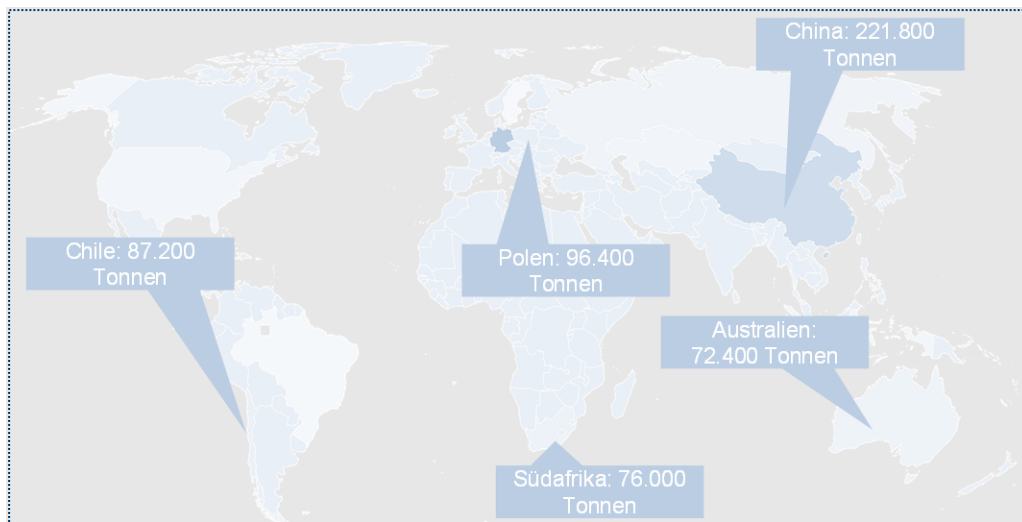 China: 221.800
Tonnen
Chile: 87.200
Tonnen
Polen: 96.400
Tonnen
Australien:
72.400 Tonnen
Südafrika: 76.000
Tonnen